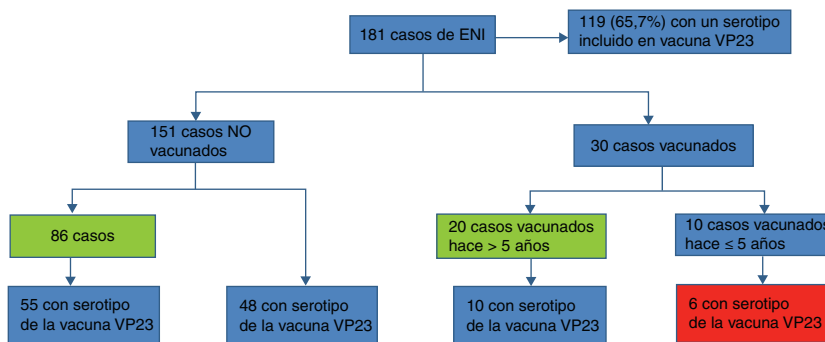 181 casos de ENI
119 (65,7%) con un serotipo
incluido en vacuna VP23
151 casos NO
vacunados
30 casos vacunados
86 casos
20 casos vacunados
hace > 5 años
10 casos vacunados
hace ≤ 5 años
55 con serotipo
de la vacuna VP23
48 con serotipo
de la vacuna VP23
10 con serotipo
de la vacuna VP23
6 con serotipo
de la vacuna VP23